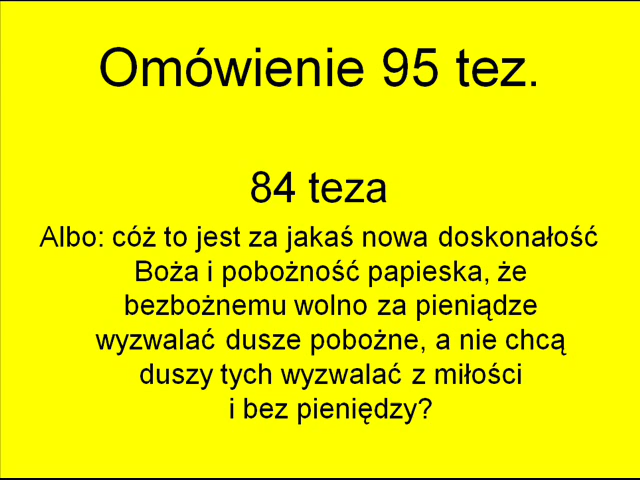 Omówienie 95 tez.
84 teza
Albo: cóż to jest za jakaś nowa doskonałość
Boża i pobożność papieska, że
bezbożnemu wolno za pieniądze
wyzwalać dusze pobożne, a nie chcą
duszy tych wyzwalać z miłości
i bez pieniędzy?